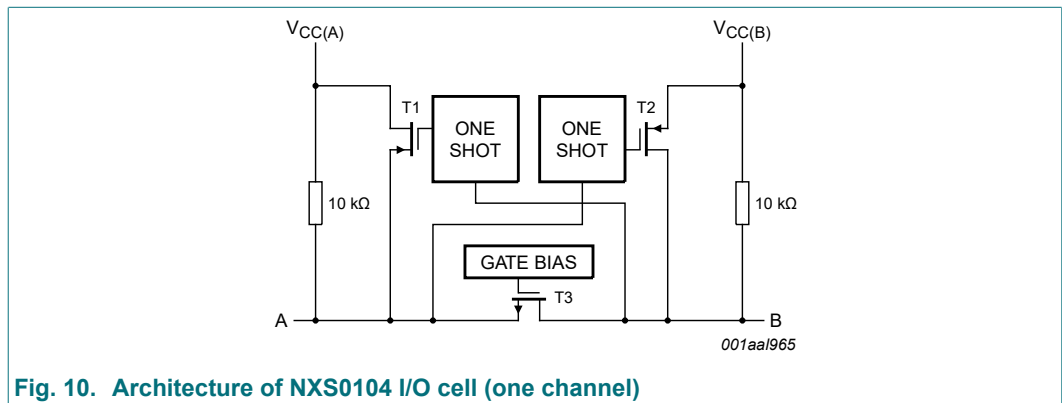 VCC(A)
VCC(B)
T1
ONE
SHOT
ONE
SHOT
T2
10 kΩ
10 kΩ
GATE BIAS
T3
A
B
001aal965
Fig. 10. Architecture of NXS0104 I/O cell (one channel)